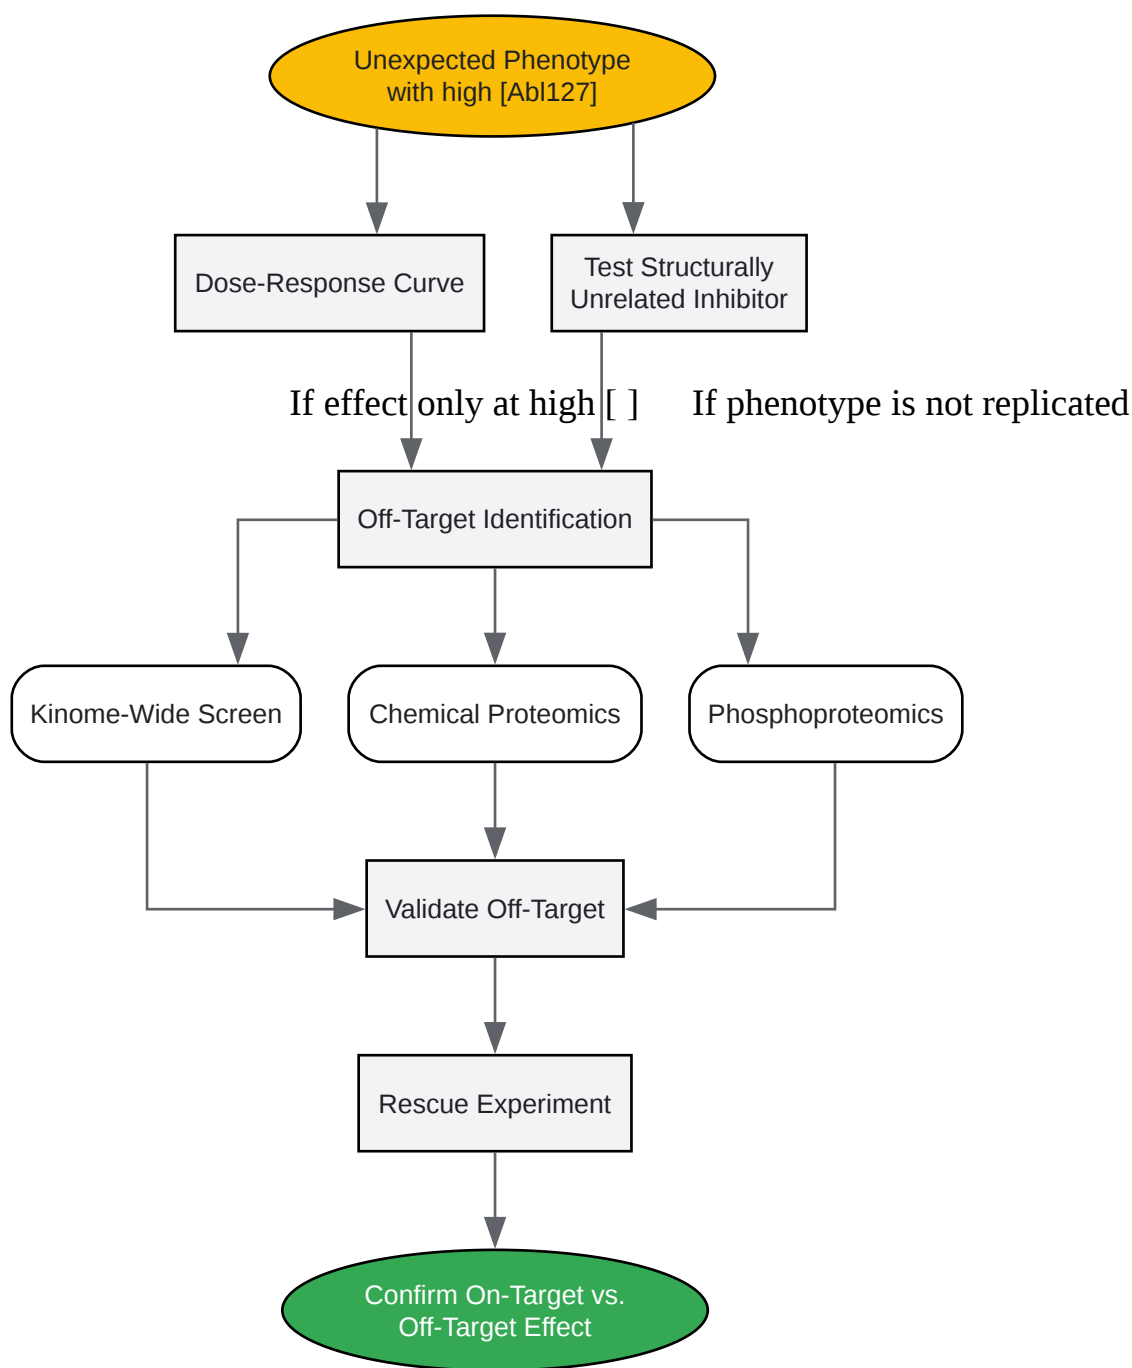 Unexpected Phenotype
with high [Abl127]
Dose-Response Curve
Test Structurally
Unrelated Inhibitor
If effect only at high [ ]
If phenotype is not replicated
Off-Target Identification
Kinome-Wide Screen
Chemical Proteomics
Phosphoproteomics
Validate Off-Target
Rescue Experiment
Confirm On-Target vs.
Off-Target Effect